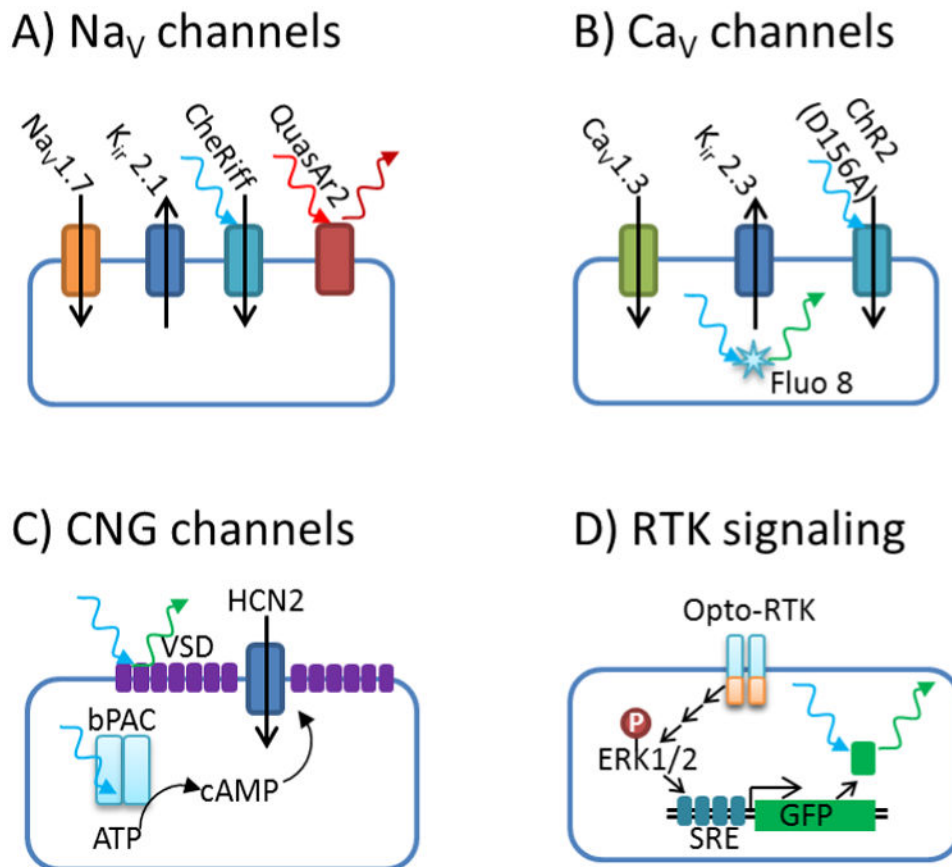 A) NaV channels
NaV1.7
Kir 2.1
CheRiff
QuasAr2
B) CaV channels
CaV1.3
Kir 2.3
ChR2
(D156A)
Fluo 8
C) CNG channels
HCN2
VSD
bPAC
cAMP
ATP
D) RTK signaling
Opto-RTK
P
ERK1/2
GFP
SRE